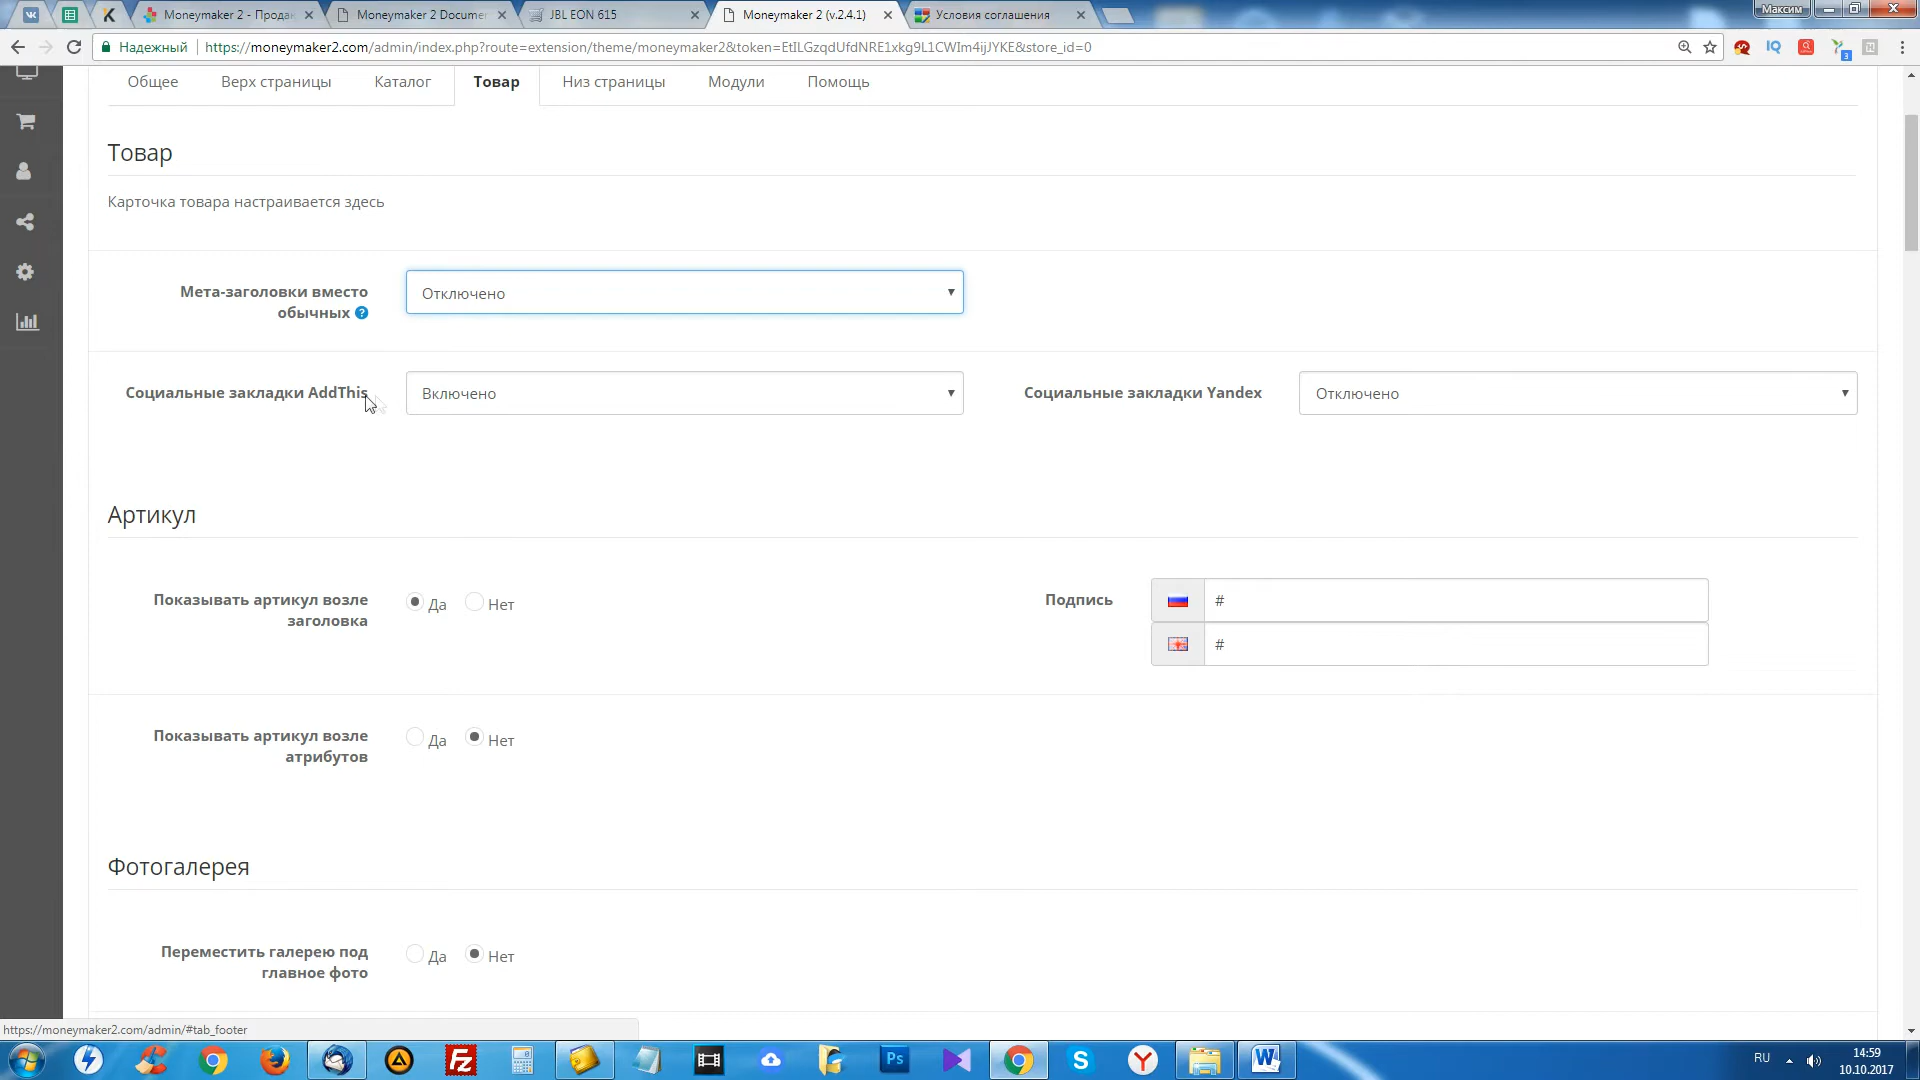 Moneymaker 2 - Прода
Moneymaker 2 Documen
JBL EON 615
Moneymaker 2 (v.2.4.1)
Условия соглашения
Максим
Надежный
https://moneymaker2.com/admin/index.php?route=extension/theme/moneymaker2&token=EtILGzqdUfdNRE1xkg9L1CWIm4ijJYKE&store_id=0
Общее
Верх страницы
Каталог
Товар
Низ страницы
Модули
Помощь
Товар
Карточка товара настраивается здесь
Мета-заголовки вместо
обычных ?
Отключено
Социальные закладки AddThis
Включено
Социальные закладки Yandex
Отключено
Артикул
Показывать артикул возле
заголовка
Да
Нет
Подпись
#
#
Показывать артикул возле
атрибутов
Да
Нет
Фотогалерея
Переместить галерею под
главное фото
Да
Нет
https://moneymaker2.com/admin/#tab_footer
RU
14:59
10.10.2017